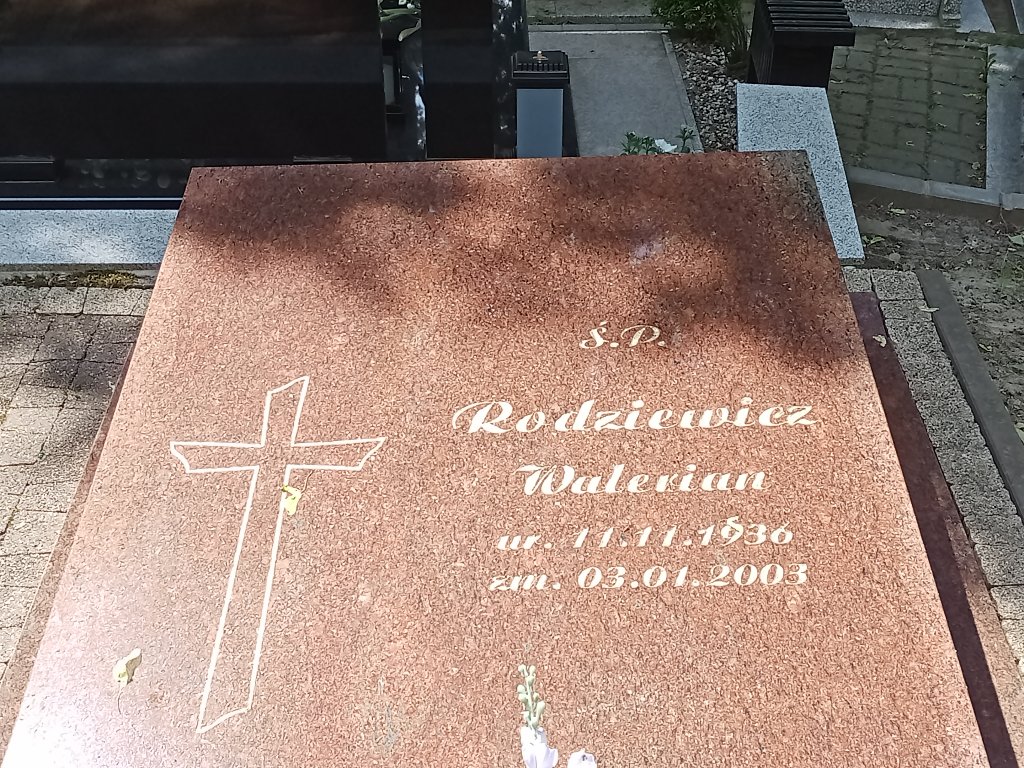 Ś.P.
Rodziewicz
Walerian
ur. 11.11.1936
zm. 03.01.2003